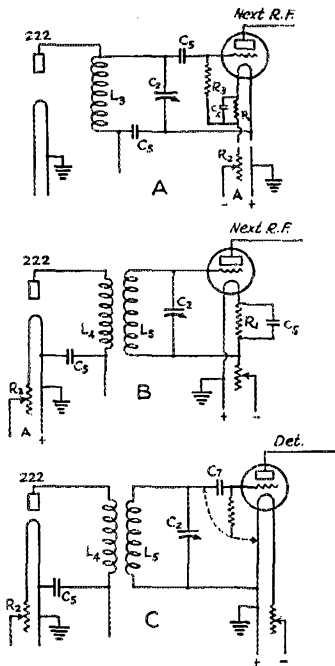 Next R.F.
222
C5
L3
C2
R3
R2
C5
- A +
A
Next R.F.
222
C2
L4
L5
R1
C5
C5
R2
A
+
+ -
B
Det.
222
C7
C2
L4
L5
R2
C5
+ -
C